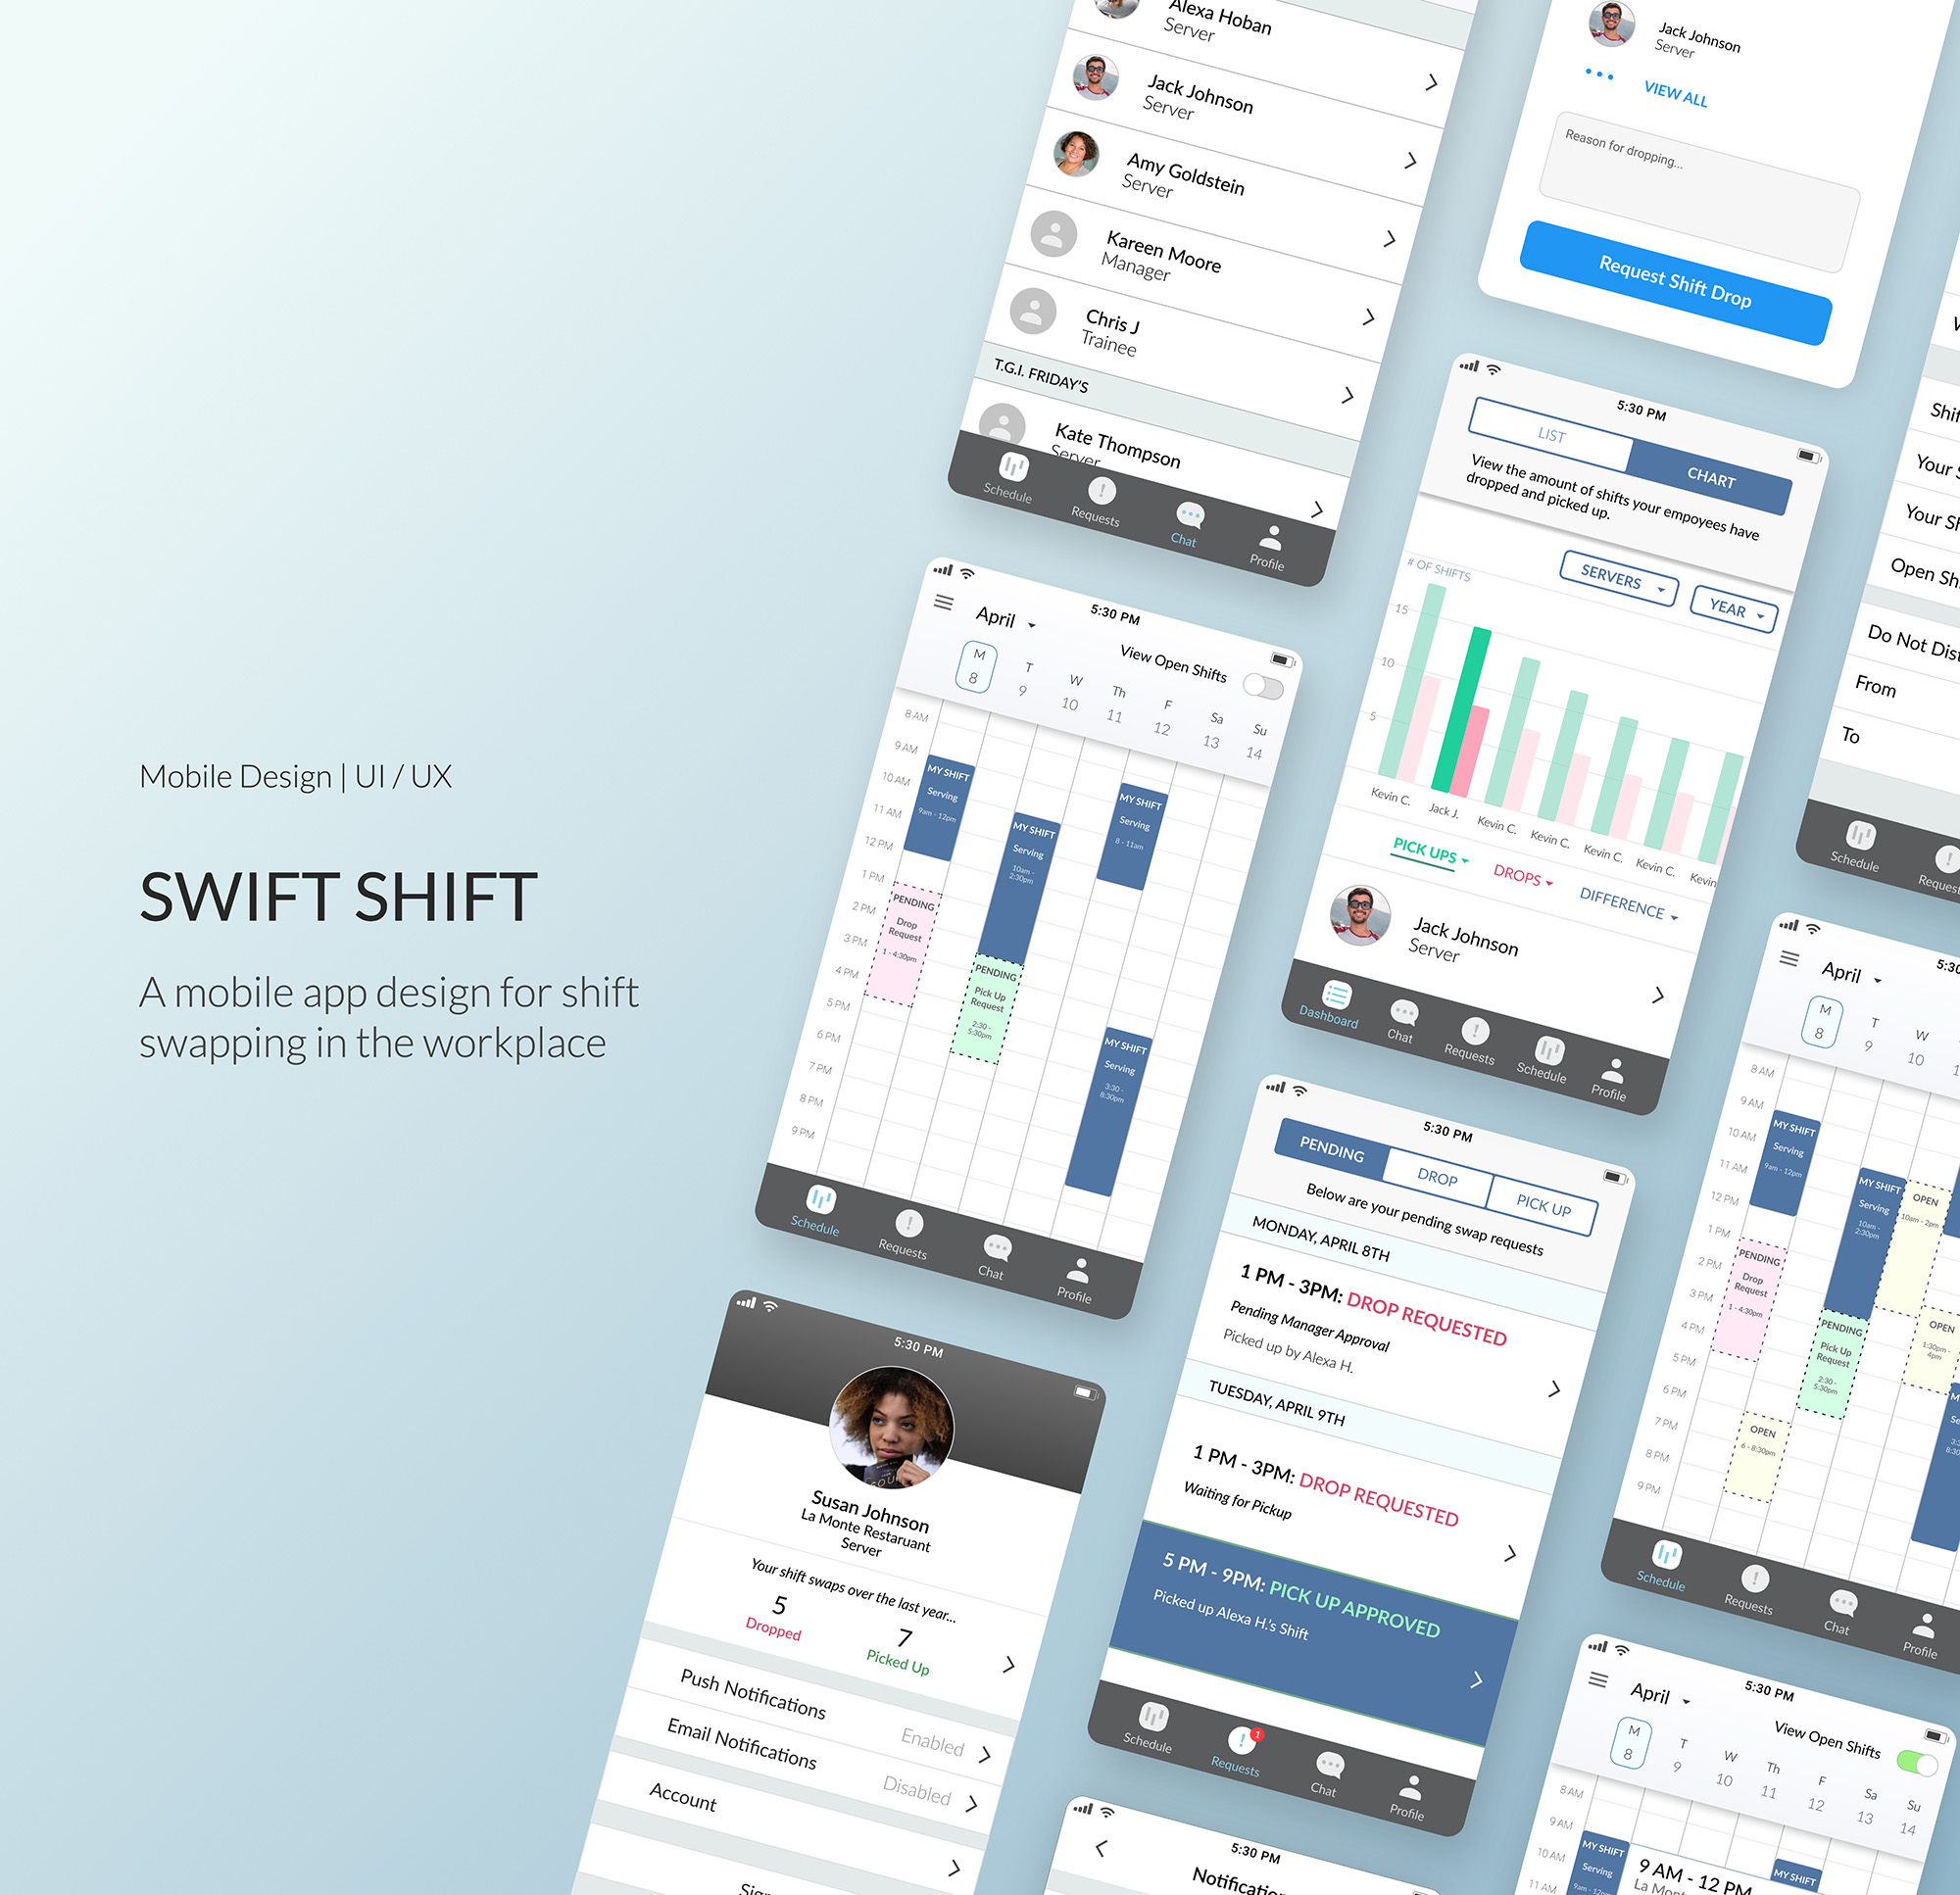 Mobile Design | UI / UX
SWIFT SHIFT
A mobile app design for shift
swapping in the workplace
Alexa Hoban
Server
Jack Johnson
Server
Amy Goldstein
Server
Kareen Moore
Manager
Chris J
Trainee
T.G.I. FRIDAY'S
Kate Thompson
Server
Schedule
Requests
Chat
Profile
Jack Johnson
Server
VIEW ALL
Reason for dropping...
Request Shift Drop
5:30 PM
LIST
CHART
View the amount of shifts your empoyees have
dropped and picked up.
SERVERS
YEAR
# OF SHIFTS
15
10
5
Kevin C.
Jack J.
Kevin C.
Kevin C.
Kevin C.
Kevin C.
Kevin
PICK UPS
DROPS
DIFFERENCE
Jack Johnson
Server
Dashboard
Chat
Requests
Schedule
Profile
Your
Your
Do Not
From
To
Schedule
5:30 PM
April
View Open Shifts
M
8
T
9
W
10
Th
11
F
12
Sa
13
Su
14
8 AM
9 AM
10 AM
11 AM
12 PM
1 PM
2 PM
3 PM
4 PM
5 PM
6 PM
7 PM
8 PM
9 PM
MY SHIFT
Serving
9am - 12pm
PENDING
Drop
Request
1 - 4:30pm
MY SHIFT
Serving
10am -
2:30pm
PENDING
Pick Up
Request
2:30 -
5:30pm
MY SHIFT
Serving
8 - 11am
MY SHIFT
Serving
3:30 -
8:30pm
Schedule
Requests
Chat
Profile
5:30 PM
Susan Johnson
La Monte Restaruant
Server
Your shift swaps over the last year...
5
Dropped
7
Picked Up
Push Notifications
Enabled
Email Notifications
Disabled
Account
5:30 PM
PENDING
DROP
PICK UP
Below are your pending swap requests
MONDAY, APRIL 8TH
1 PM - 3PM: DROP REQUESTED
Pending Manager Approval
Picked up by Alexa H.
TUESDAY, APRIL 9TH
1 PM - 3PM: DROP REQUESTED
Waiting for Pickup
5 PM - 9PM: PICK UP APPROVED
Picked up Alexa H.'s Shift
Schedule
1
Requests
Chat
Profile
5:30 PM
April
M
8
T
9
W
10
8 AM
9 AM
10 AM
11 AM
12 PM
1 PM
2 PM
3 PM
4 PM
5 PM
6 PM
7 PM
8 PM
9 PM
MY SHIFT
Serving
9am - 12pm
PENDING
Drop
Request
1 - 4:30pm
OPEN
6 - 8:30pm
MY SHIFT
Serving
10am -
2:30pm
PENDING
Pick Up
Request
2:30 -
5:30pm
OPEN
10am - 2pm
OPEN
1:30pm -
4pm
Schedule
Requests
Chat
Profile
5:30 PM
Notification
5:30 PM
April
View Open Shifts
M
8
T
9
W
10
Th
11
F
12
Sa
13
Su
14
8 AM
9 AM
10 AM
11 AM
MY SHIFT
Serving
9am - 12pm
9 AM - 12 PM
MY SHIFT
La Mont